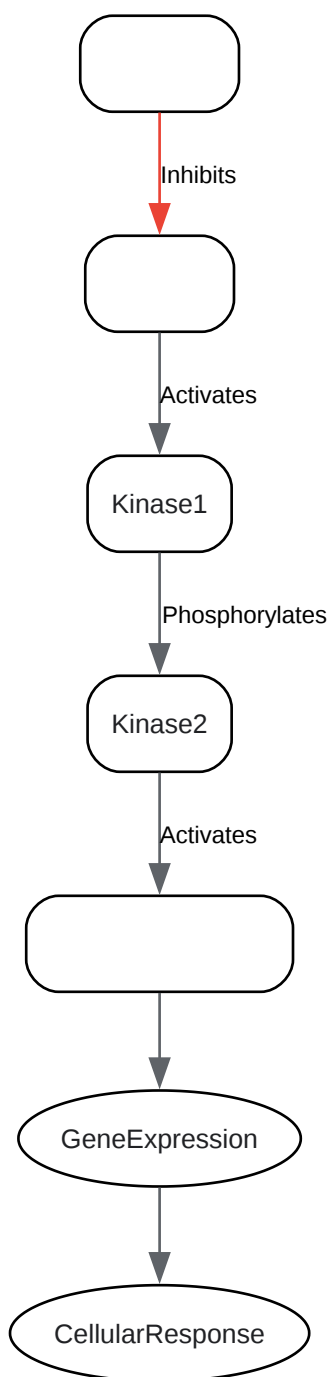 Inhibits
Activates
Kinase1
Phosphorylates
Kinase2
Activates
GeneExpression
CellularResponse